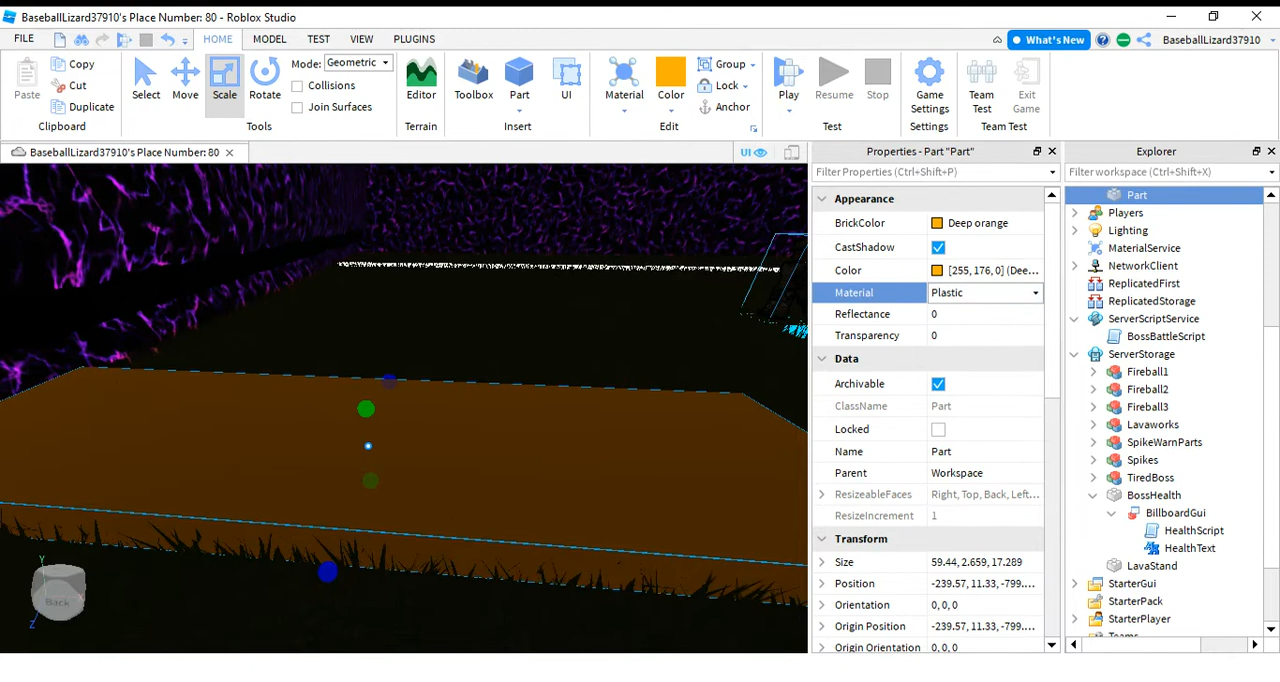 BaseballLizard37910's Place Number: 80 - Roblox Studio
FILE HOME MODEL TEST VIEW PLUGINS What's New BaseballLizard37910
Paste Copy Cut Duplicate Clipboard
Select Move Scale Rotate Mode: Geometric Collisions Join Surfaces Tools
Editor Terrain
Toolbox Part UI Insert
Material Color Group Lock Anchor Edit
Play Resume Stop Test
Game Settings Settings
Team Test Exit Game Team Test
BaseballLizard37910's Place Number: 80
UI
Back
Y
Z
Properties - Part "Part"
Filter Properties (Ctrl+Shift+P)
Appearance
BrickColor Deep orange
CastShadow
Color [255, 176, 0] (Dee...
Material Plastic
Reflectance 0
Transparency 0
Data
Archivable
ClassName Part
Locked
Name Part
Parent Workspace
ResizeableFaces Right, Top, Back, Left...
ResizeIncrement 1
Transform
Size 59.44, 2.659, 17.289
Position -239.57, 11.33, -799....
Orientation 0, 0, 0
Origin Position -239.57, 11.33, -799....
Origin Orientation 0, 0, 0
Explorer
Filter workspace (Ctrl+Shift+X)
Part
Players
Lighting
MaterialService
NetworkClient
ReplicatedFirst
ReplicatedStorage
ServerScriptService
BossBattleScript
ServerStorage
Fireball1
Fireball2
Fireball3
Lavaworks
SpikeWarnParts
Spikes
TiredBoss
BossHealth
BillboardGui
HealthScript
HealthText
LavaStand
StarterGui
StarterPack
StarterPlayer
Teams